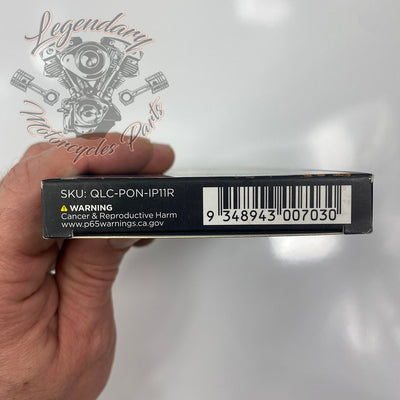 Legendary
Motorcycles Parts
SKU: QLC-PON-IP11R
WARNING
Cancer & Reproductive Harm
www.p65warnings.ca.gov
9 348943 007030